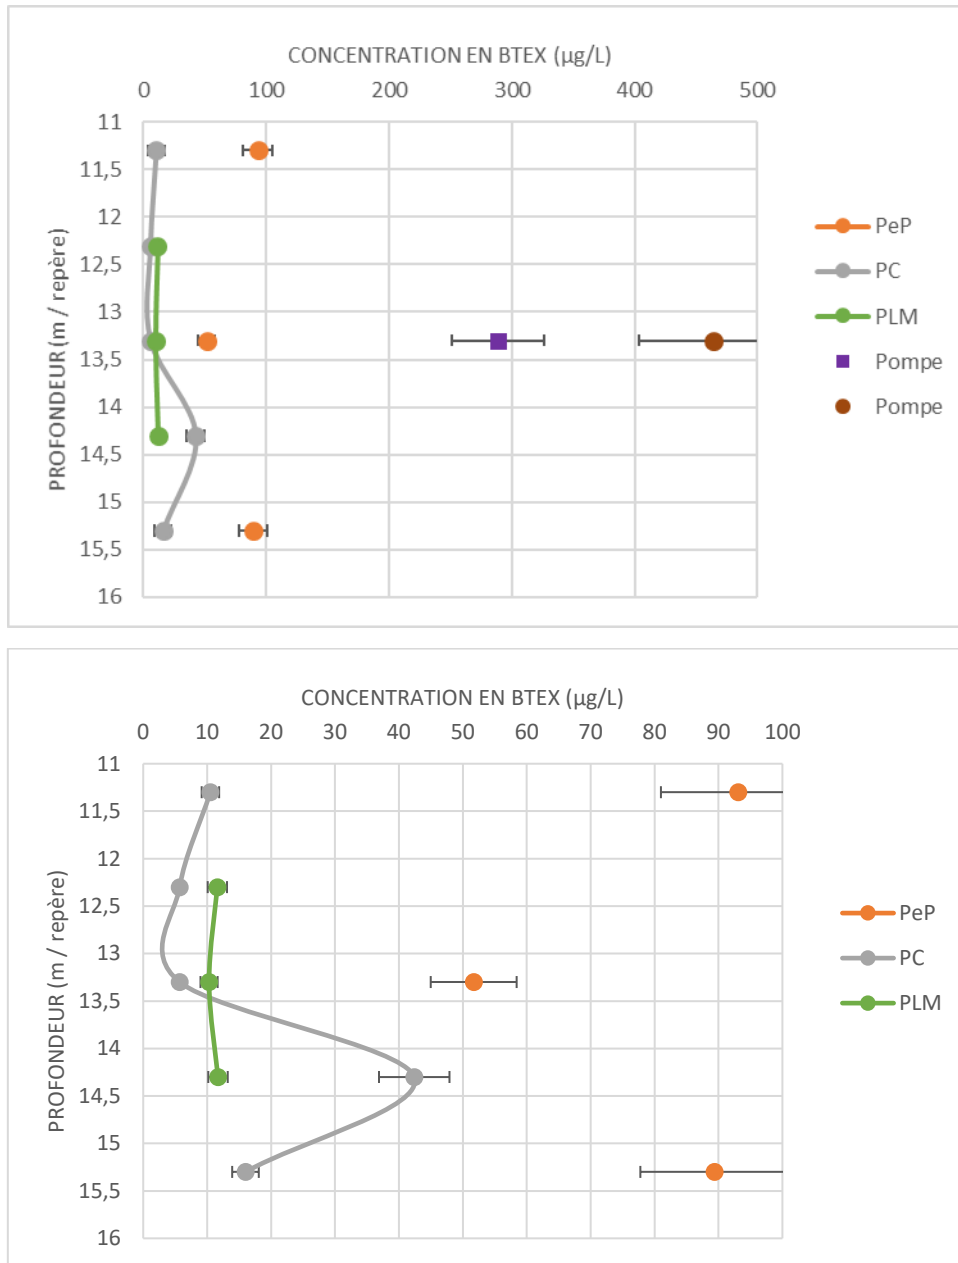 CONCENTRATION EN BTEX (µg/L)
0 100 200 300 400 500
PROFONDEUR (m / repère)
11
11,5
12
12,5
13
13,5
14
14,5
15
15,5
16
PeP
PC
PLM
Pompe
Pompe
CONCENTRATION EN BTEX (µg/L)
0 10 20 30 40 50 60 70 80 90 100
PROFONDEUR (m / repère)
11
11,5
12
12,5
13
13,5
14
14,5
15
15,5
16
PeP
PC
PLM